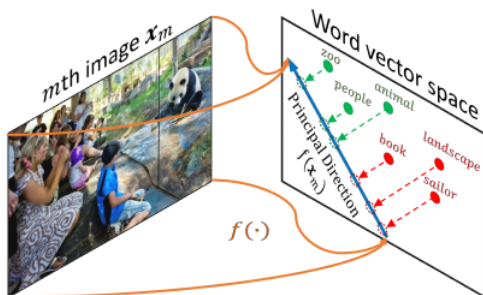 mth image xₘ
Word vector space
zoo
people
animal
book
landscape
sailor
Principal Direction
f(xₘ)
f(·)